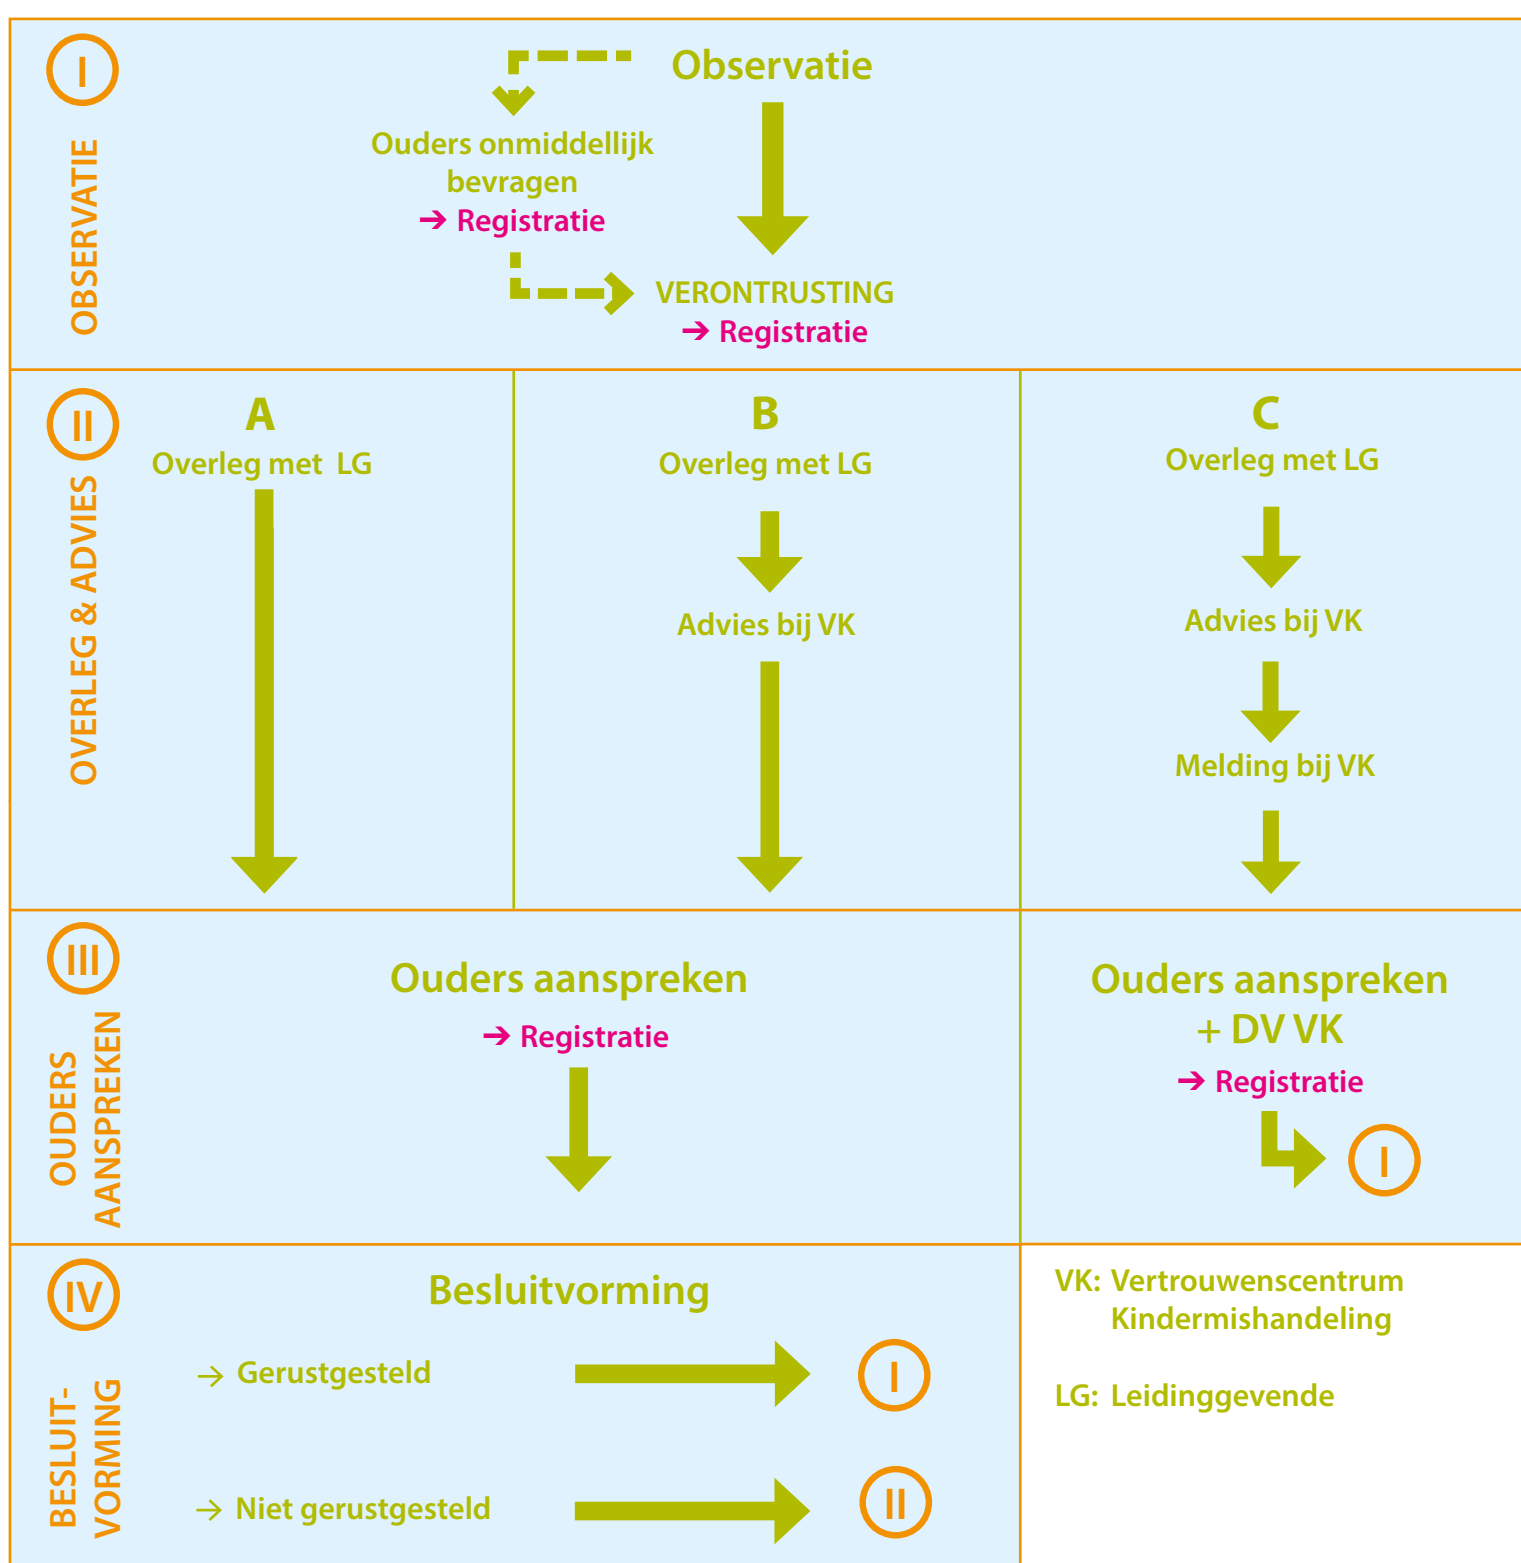 I
OBSERVATIE
Observatie
Ouders onmiddellijk
bevragen
➔ Registratie
VERONTRUSTING
➔ Registratie
II
OVERLEG & ADVIES
A
Overleg met LG
B
Overleg met LG
Advies bij VK
C
Overleg met LG
Advies bij VK
Melding bij VK
III
OUDERS
AANSPREKEN
Ouders aanspreken
➔ Registratie
Ouders aanspreken
+ DV VK
➔ Registratie
I
IV
BESLUIT-
VORMING
Besluitvorming
→ Gerustgesteld
I
→ Niet gerustgesteld
II
VK: Vertrouwenscentrum
Kindermishandeling
LG: Leidinggevende